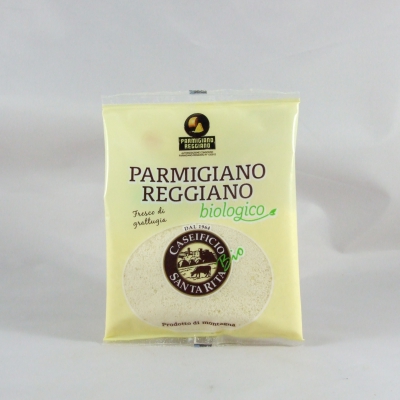 PARMIGIANO
REGGIANO
PARMIGIANO
REGGIANO
biologico
Fresco di
grattugia
DAL 1964
CASEIFICIO
SANTA RITA
Bio
Prodotto di montagna